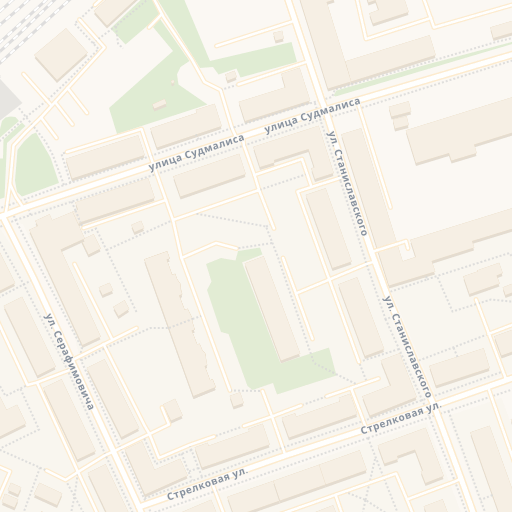 улица Судмалиса
улица Судмалиса
ул. Станиславского
ул. Станиславского
ул. Серафимовича
Стрелковая ул.
Стрелковая ул.